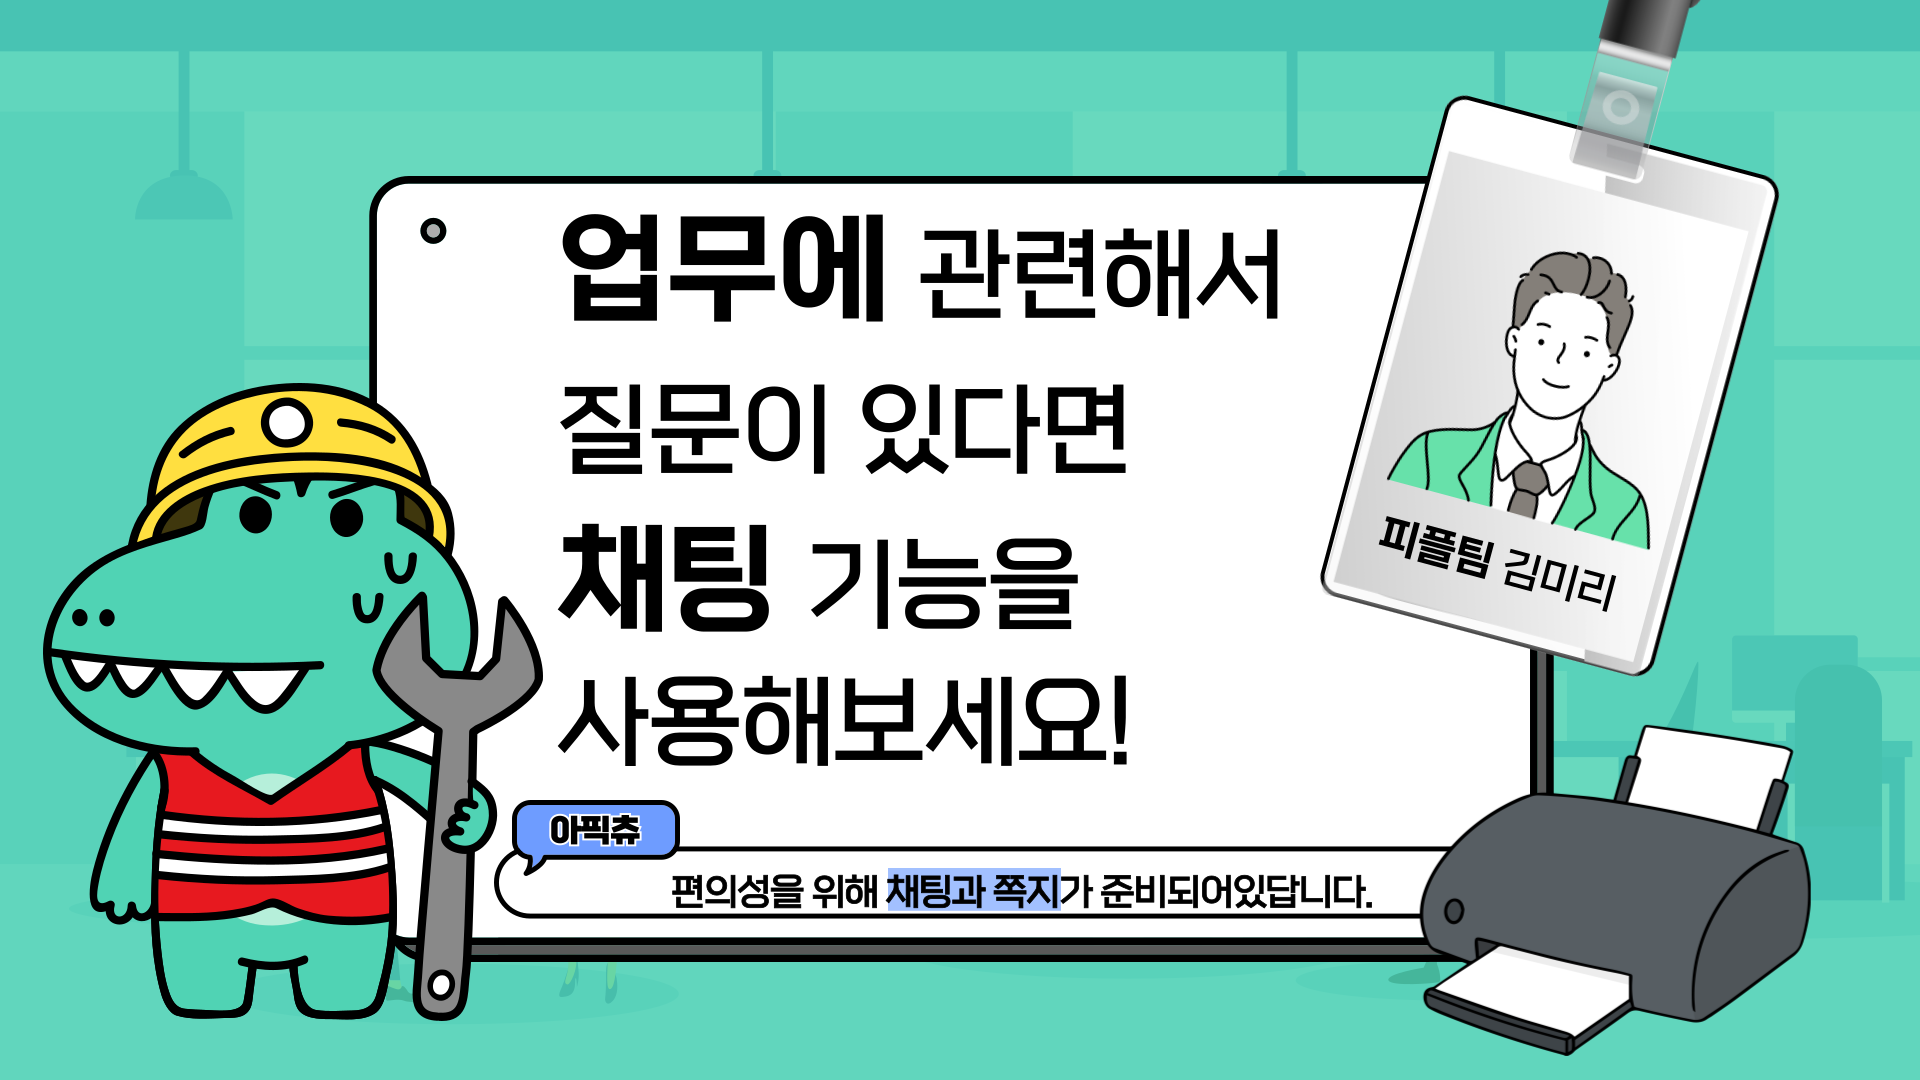 업무에 관련해서
질문이 있다면
채팅 기능을
사용해보세요!
피플팀 김미리
아픽츄
편의성을 위해 채팅과 쪽지가 준비되어있답니다.